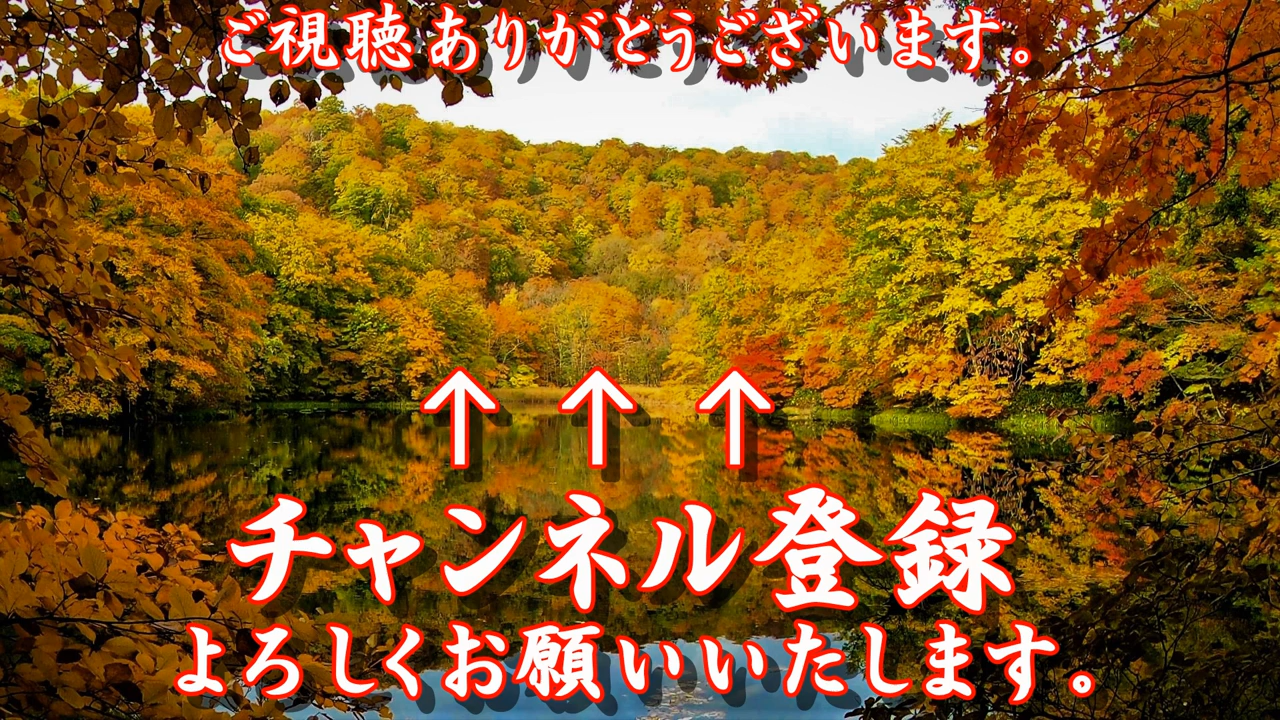 ご視聴ありがとうございます。
↑ ↑ ↑
チャンネル登録
よろしくお願いいたします。